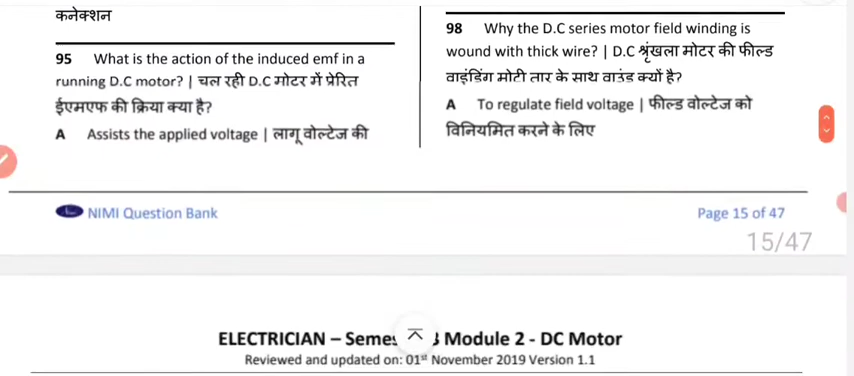 कनेक्शन
95 What is the action of the induced emf in a
running D.C motor? | चल रही D.C मोटर में प्रेरित
ईएमएफ की क्रिया क्या है?
A Assists the applied voltage | लागू वोल्टेज की
98 Why the D.C series motor field winding is
wound with thick wire? | D.C श्रृंखला मोटर की फील्ड
वाइंडिंग मोटी तार के साथ वाउंड क्यों है?
A To regulate field voltage | फील्ड वोल्टेज को
विनियमित करने के लिए
NIMI Question Bank
Page 15 of 47
15/47
ELECTRICIAN – 3 Module 2 - DC Motor
Reviewed and updated on: 01st November 2019 Version 1.1